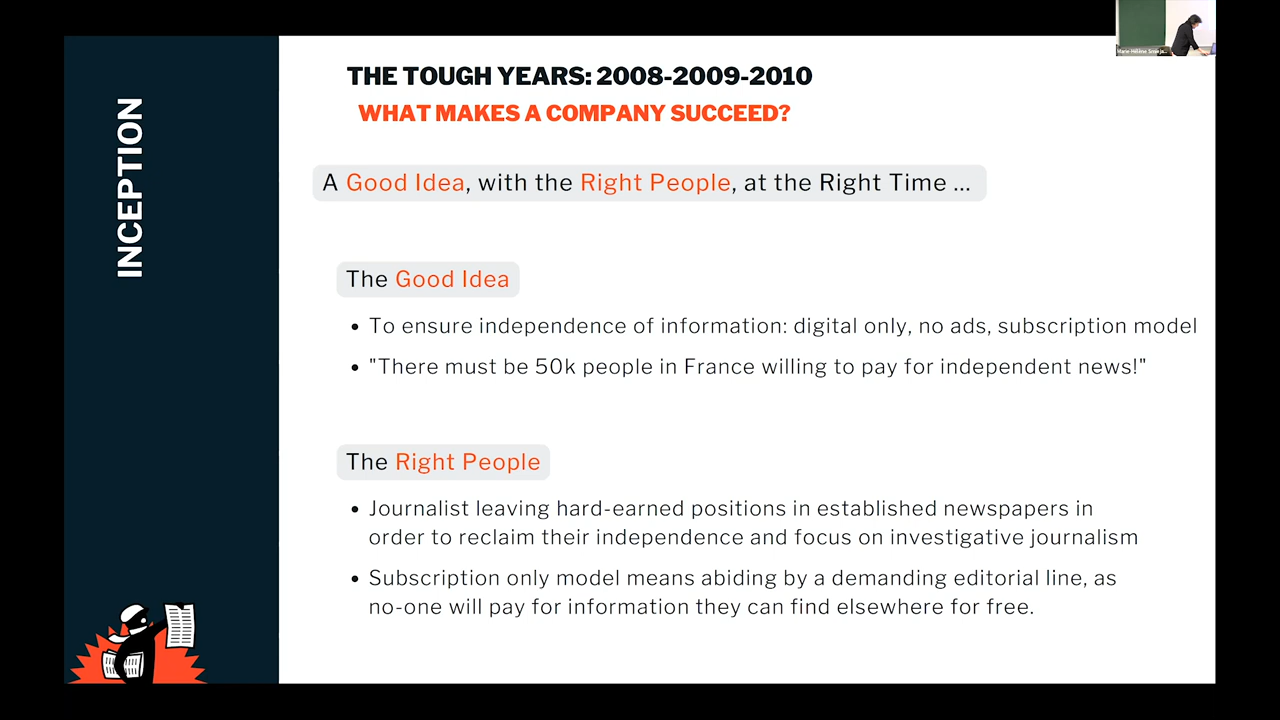 INCEPTION
THE TOUGH YEARS: 2008-2009-2010
WHAT MAKES A COMPANY SUCCEED?
A Good Idea, with the Right People, at the Right Time ...
The Good Idea
• To ensure independence of information: digital only, no ads, subscription model
• "There must be 50k people in France willing to pay for independent news!"
The Right People
• Journalist leaving hard-earned positions in established newspapers in
order to reclaim their independence and focus on investigative journalism
• Subscription only model means abiding by a demanding editorial line, as
no-one will pay for information they can find elsewhere for free.